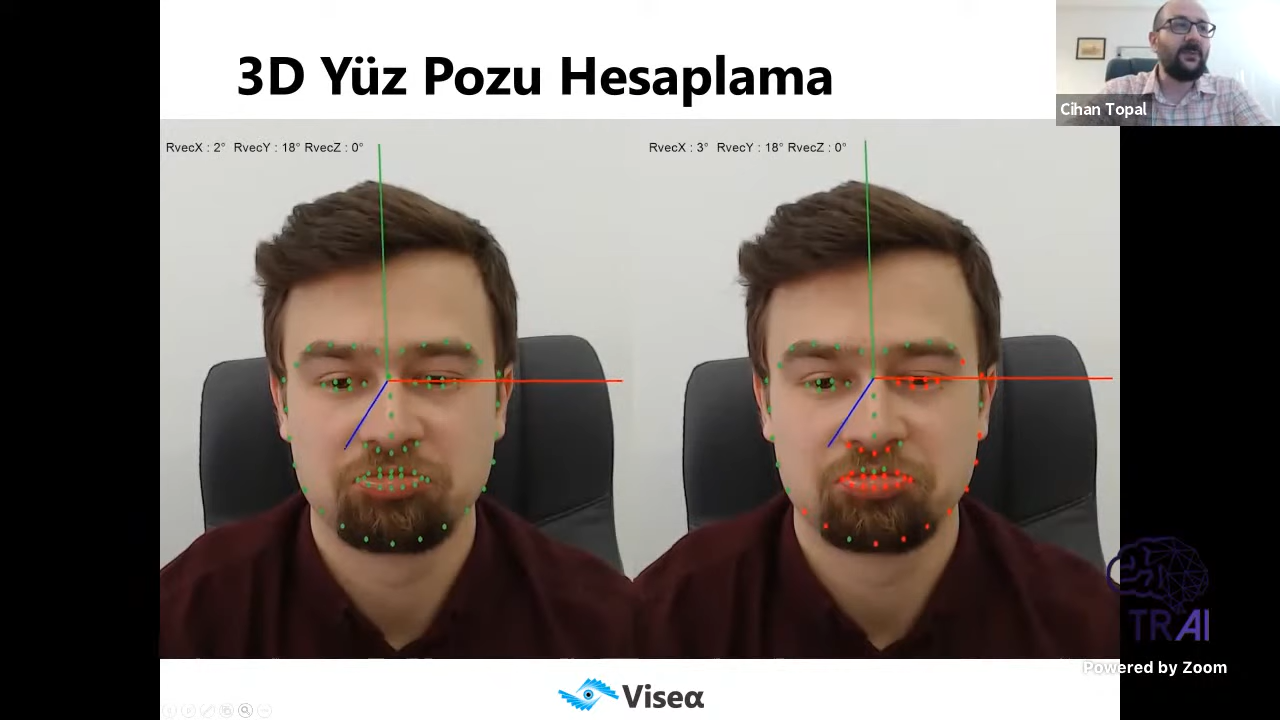 3D Yüz Pozu Hesaplama
Cihan Topal
RvecX : 2° RvecY : 18° RvecZ : 0°
RvecX : 3° RvecY : 18° RvecZ : 0°
TRAI
Powered by Zoom
Viseα